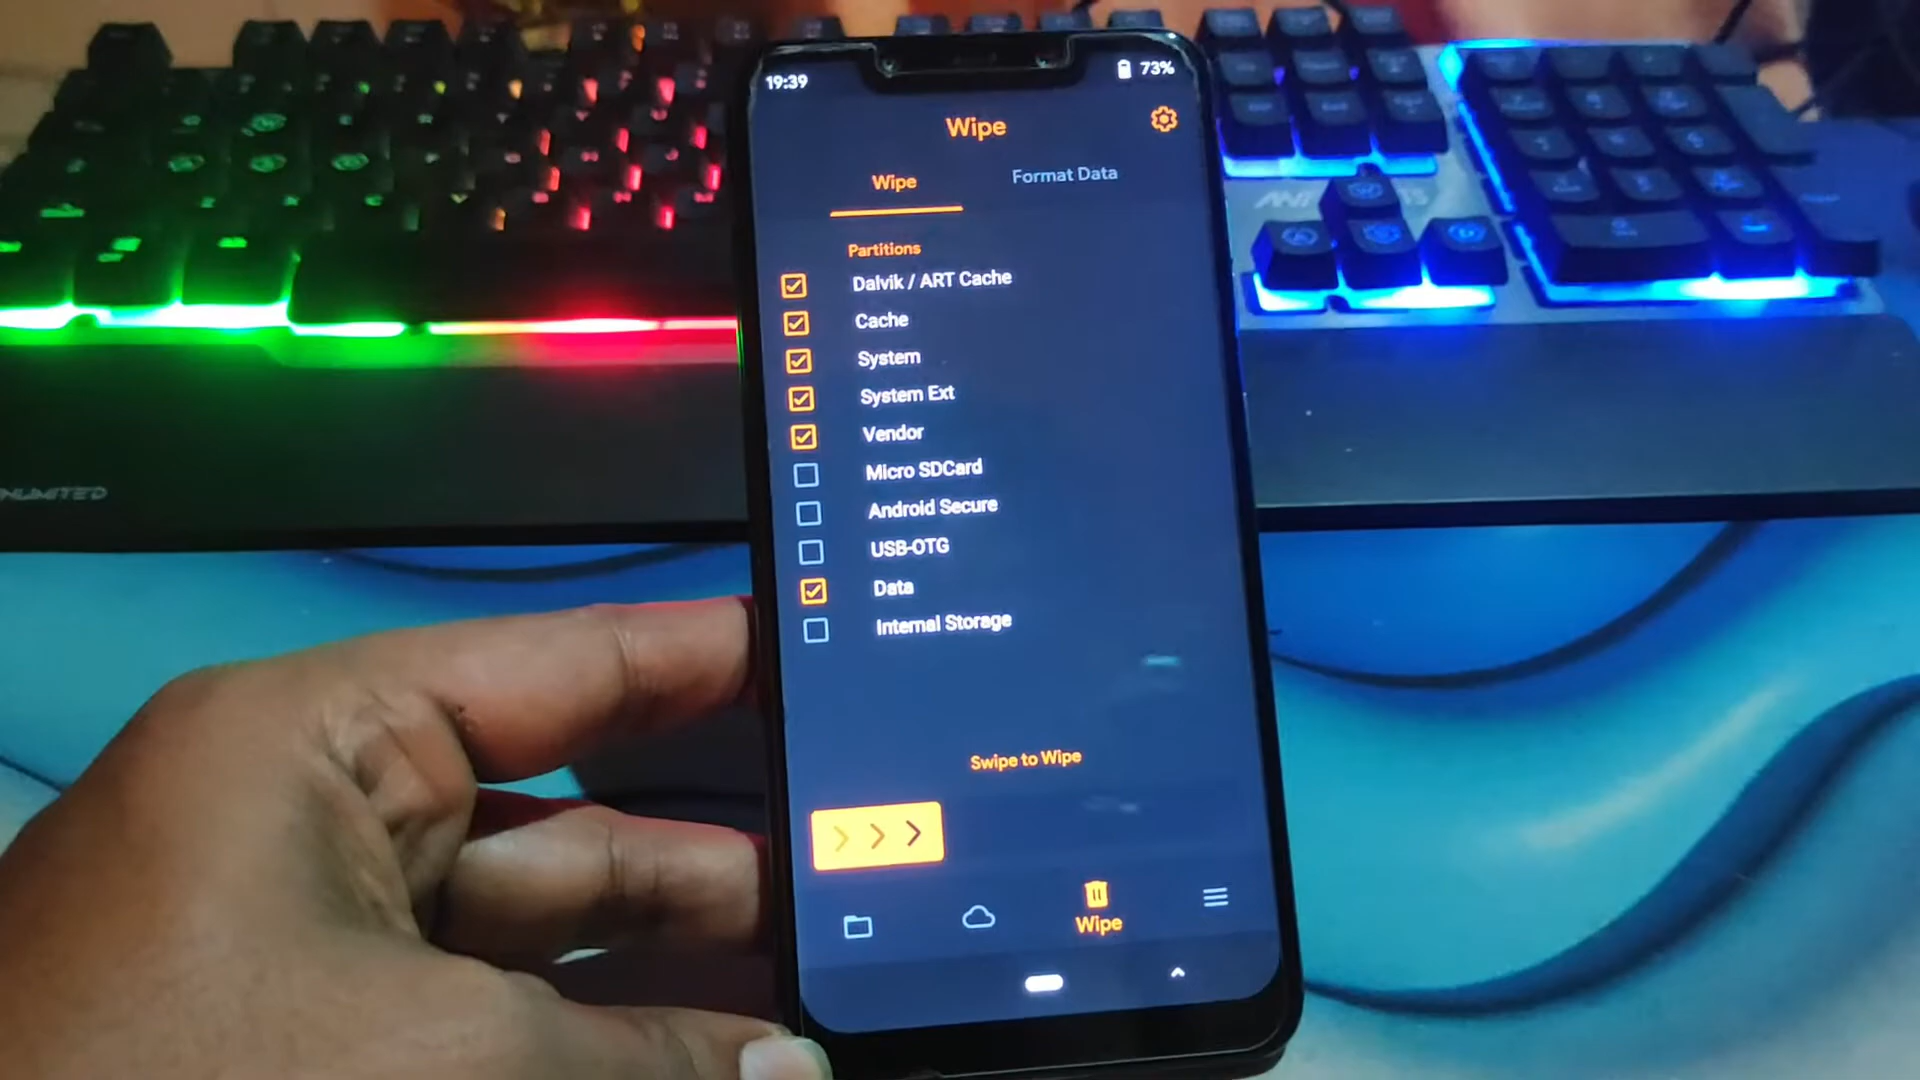 19:39
73%
Wipe
Wipe
Format Data
Partitions
Dalvik / ART Cache
Cache
System
System Ext
Vendor
Micro SDCard
Android Secure
USB-OTG
Data
Internal Storage
Swipe to Wipe
Wipe
NLIMITED